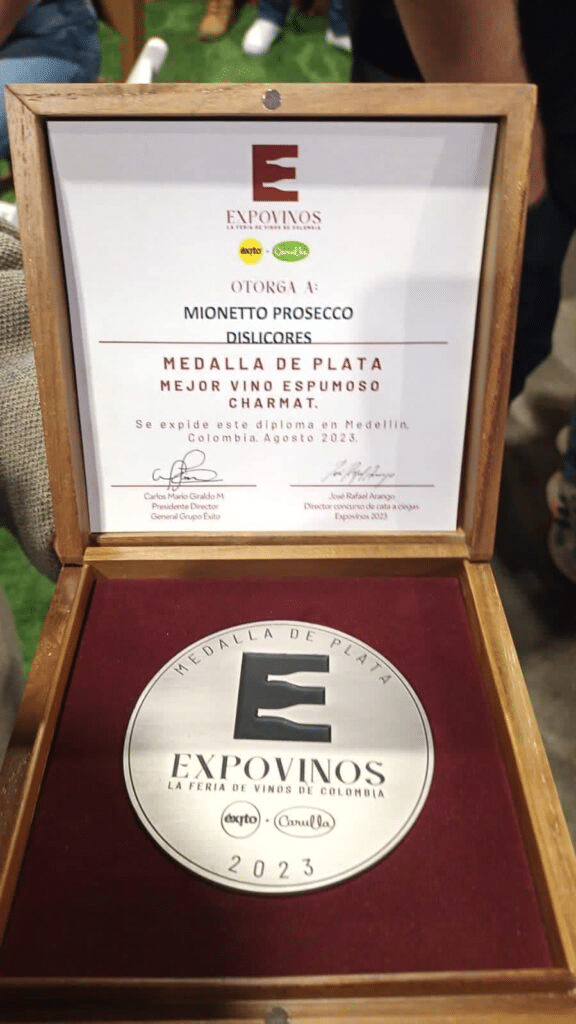 E
EXPOVINOS
LA FERIA DE VINOS DE COLOMBIA
éxito - Carulla
OTORGA A:
MIONETTO PROSECCO
DISLICORES
MEDALLA DE PLATA
MEJOR VINO ESPUMOSO
CHARMAT.
Se expide este diploma en Medellín,
Colombia. Agosto 2023.
Carlos Mario Giraldo M.
Presidente Director
General Grupo Éxito
José Rafael Arango
Director concurso de cata a ciegas
Expovinos 2023
MEDALLA DE PLATA
E
EXPOVINOS
LA FERIA DE VINOS DE COLOMBIA
éxito - Carulla
2023